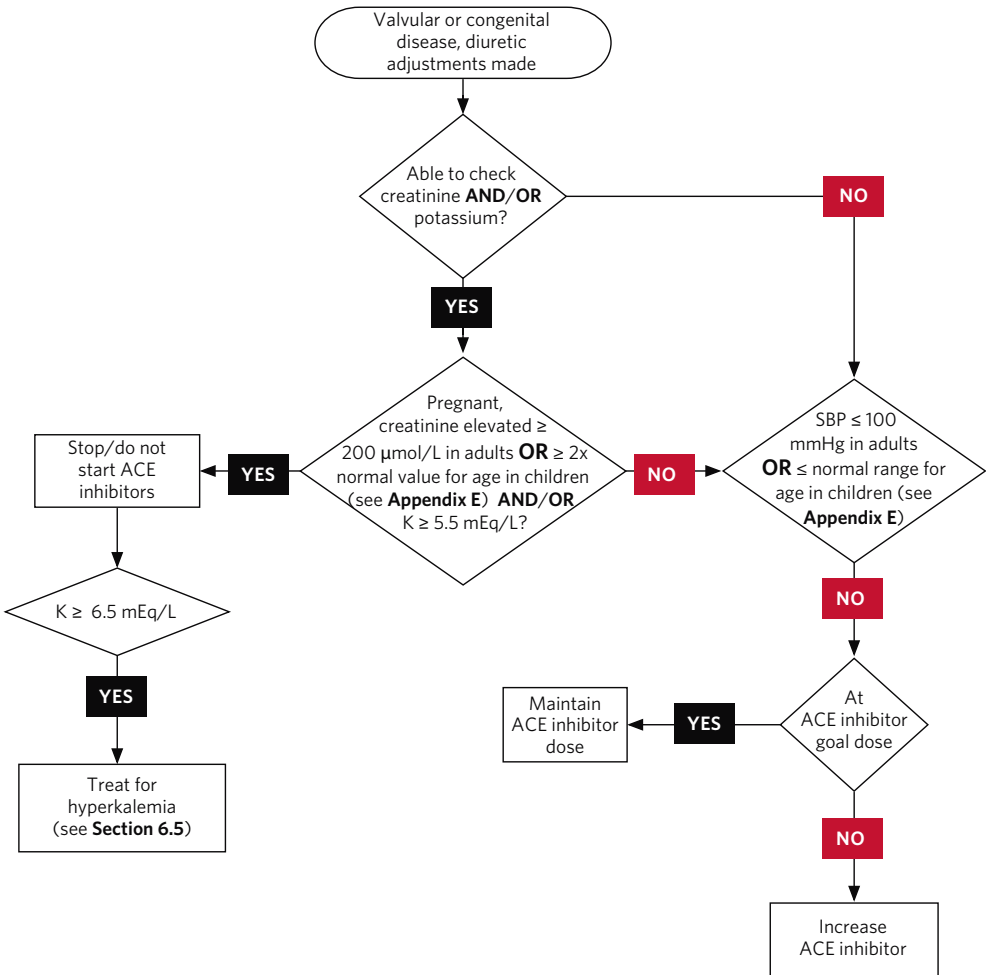 Valvular or congenital
disease, diuretic
adjustments made
Able to check
creatinine AND/OR
potassium?
NO
YES
Pregnant,
creatinine elevated ≥
200 μmol/L in adults OR ≥ 2x
normal value for age in children
(see Appendix E) AND/OR
K ≥ 5.5 mEq/L?
YES
Stop/do not
start ACE
inhibitors
NO
SBP ≤ 100
mmHg in adults
OR ≤ normal range for
age in children (see
Appendix E)
K ≥ 6.5 mEq/L
NO
YES
At
ACE inhibitor
goal dose
YES
Maintain
ACE inhibitor
dose
Treat for
hyperkalemia
(see Section 6.5)
NO
Increase
ACE inhibitor